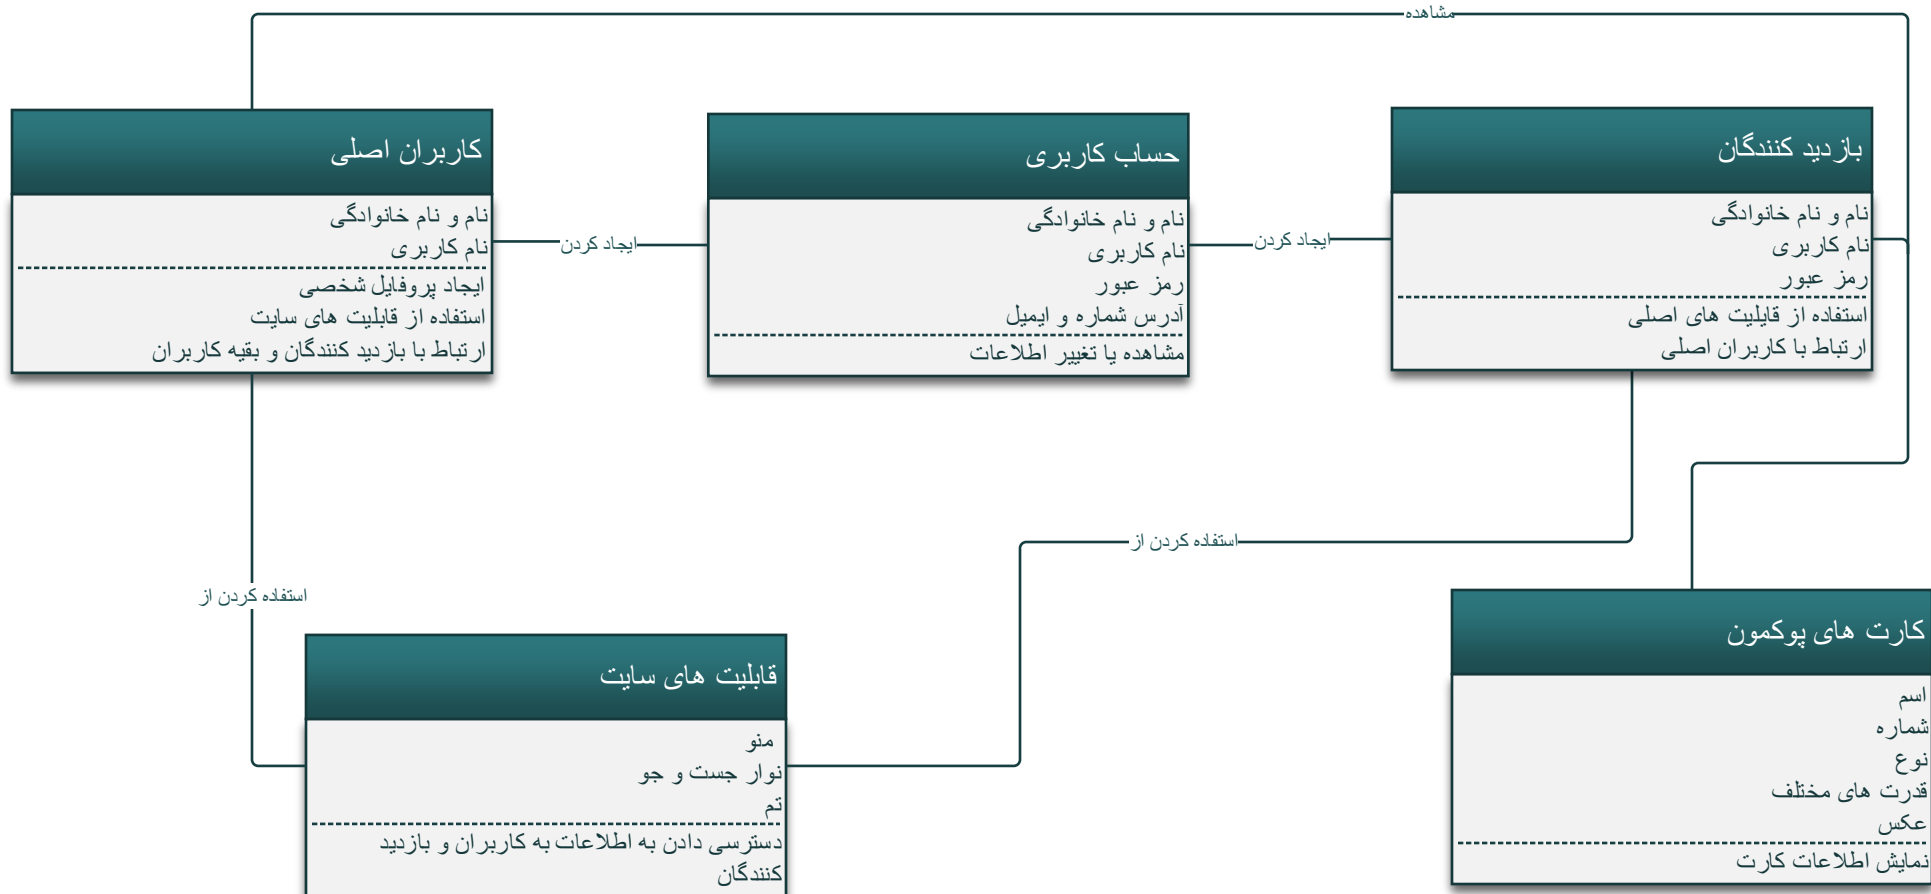 مشاهده
بازدید کنندگان
نام و نام خانوادگی
نام کاربری
رمز عبور
استفاده از قابلیت های اصلی
ارتباط با کاربران اصلی
ایجاد کردن
حساب کاربری
نام و نام خانوادگی
نام کاربری
رمز عبور
آدرس شماره و ایمیل
مشاهده یا تغییر اطلاعات
ایجاد کردن
کاربران اصلی
نام و نام خانوادگی
نام کاربری
ایجاد پروفایل شخصی
استفاده از قابلیت های سایت
ارتباط با بازدید کنندگان و بقیه کاربران
استفاده کردن از
استفاده کردن از
کارت های پوکمون
اسم
شماره
نوع
قدرت های مختلف
عکس
نمایش اطلاعات کارت
قابلیت های سایت
منو
نوار جست و جو
تم
دسترسی دادن به اطلاعات به کاربران و بازدید
کنندگان